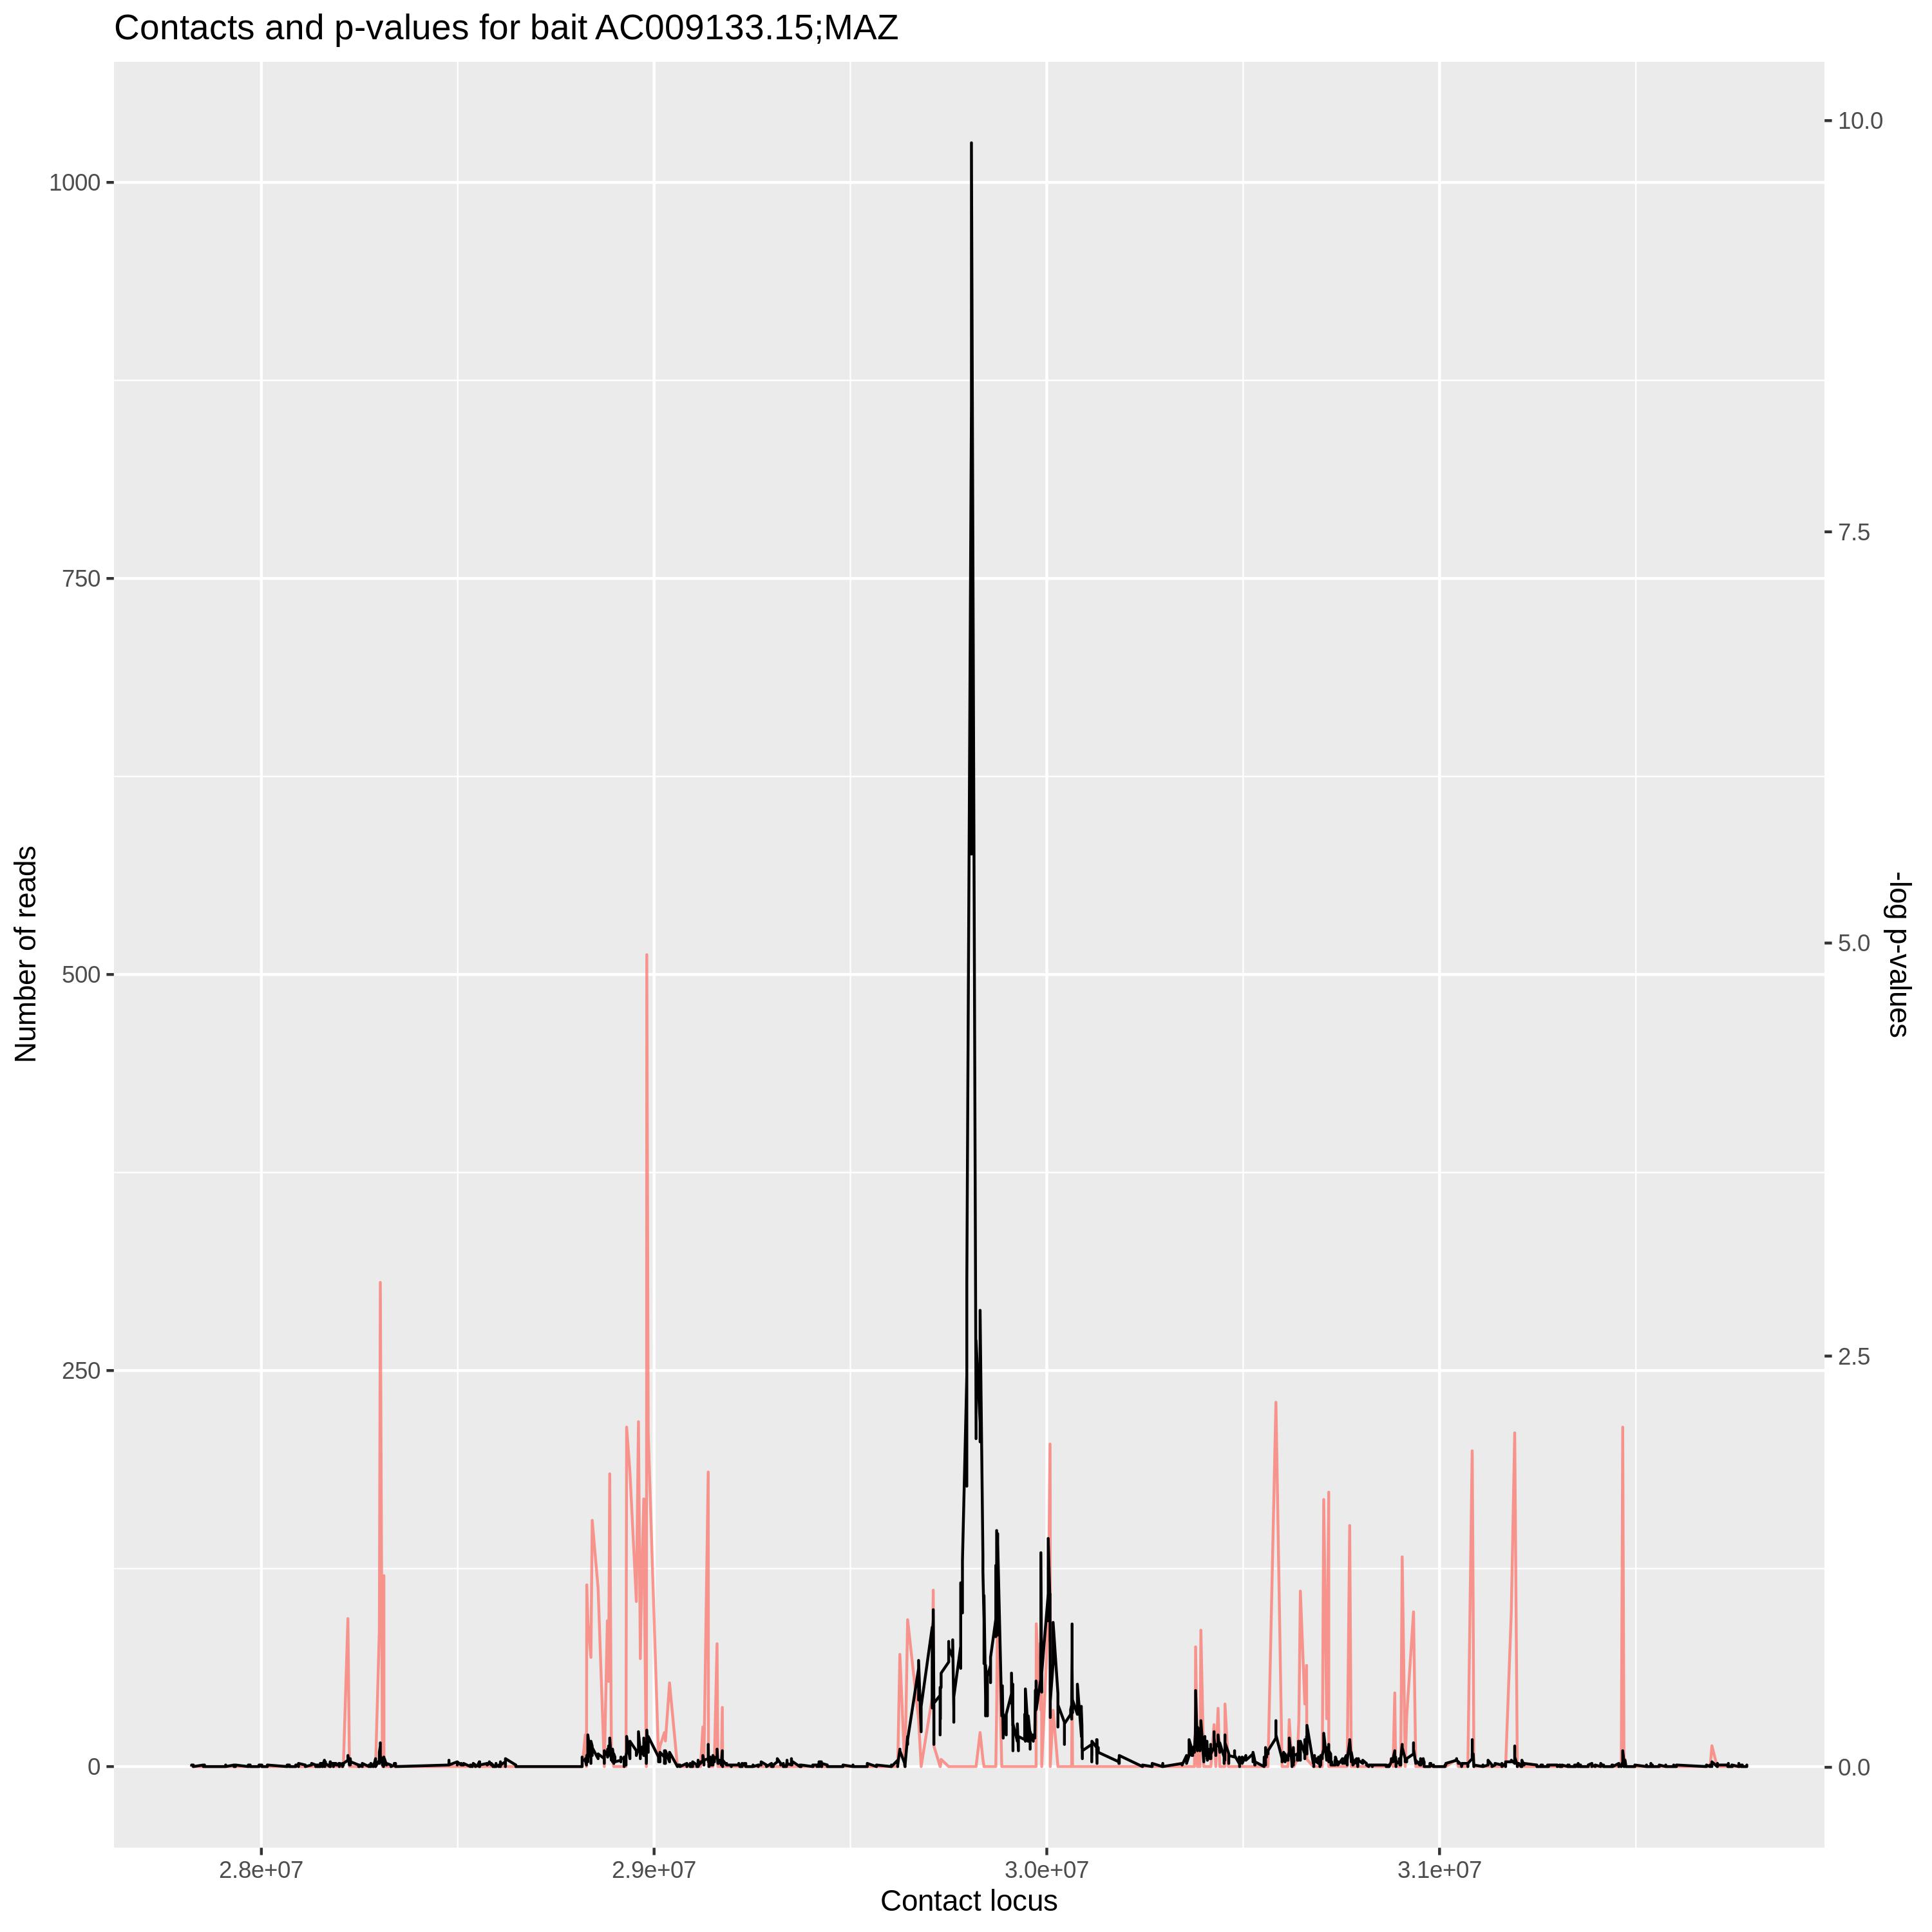 Contacts and p-values for bait AC009133.15;MAZ
1000
750
500
250
0
Number of reads
10.0
7.5
5.0
2.5
0.0
-log p-values
2.8e+07
2.9e+07
3.0e+07
3.1e+07
Contact locus